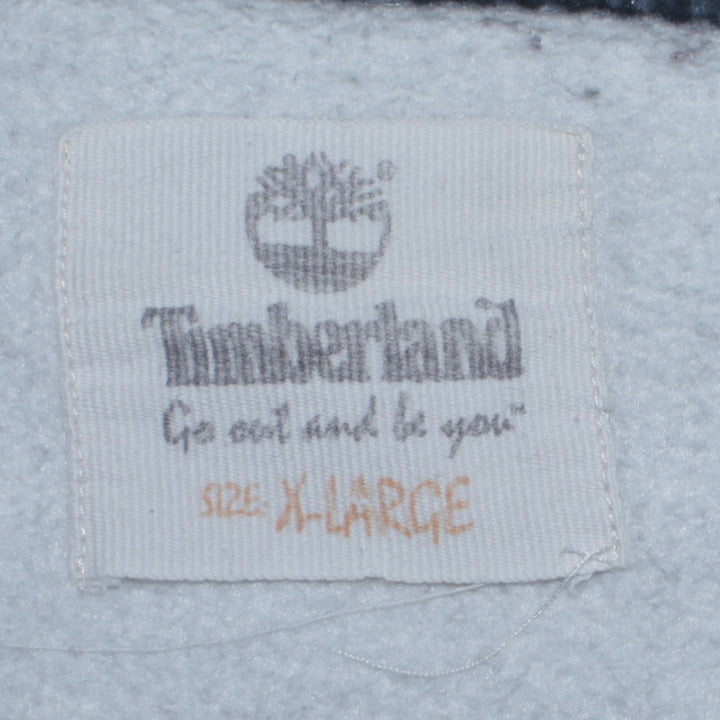 ®
Timberland
Go out and be you™
SIZE: X-LARGE